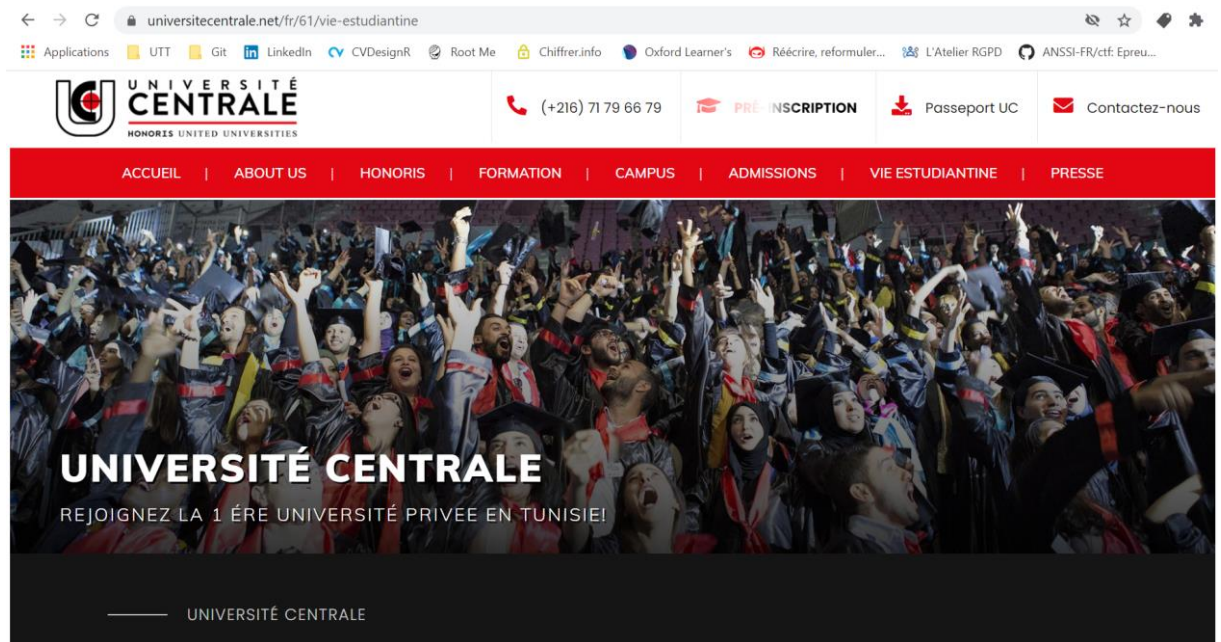 universitecentrale.net/fr/61/vie-estudiantine
Applications UTT Git LinkedIn CVDesignR Root Me Chiffrer.info Oxford Learner's Réécrire, reformuler... L'Atelier RGPD ANSSI-FR/ctf: Epreu...
UNIVERSITÉ
CENTRALE
HONORIS UNITED UNIVERSITIES
(+216) 71 79 66 79 PRÉ-INSCRIPTION Passeport UC Contactez-nous
ACCUEIL | ABOUT US | HONORIS | FORMATION | CAMPUS | ADMISSIONS | VIE ESTUDIANTINE | PRESSE
UNIVERSITÉ CENTRALE
REJOIGNEZ LA 1 ÉRE UNIVERSITÉ PRIVEE EN TUNISIE!
UNIVERSITÉ CENTRALE